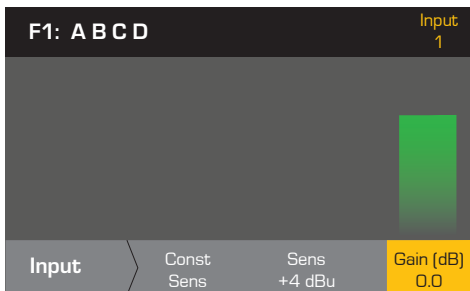 F1: A B C D
Input
1
Input
Const
Sens
Sens
+4 dBu
Gain (dB)
0.0